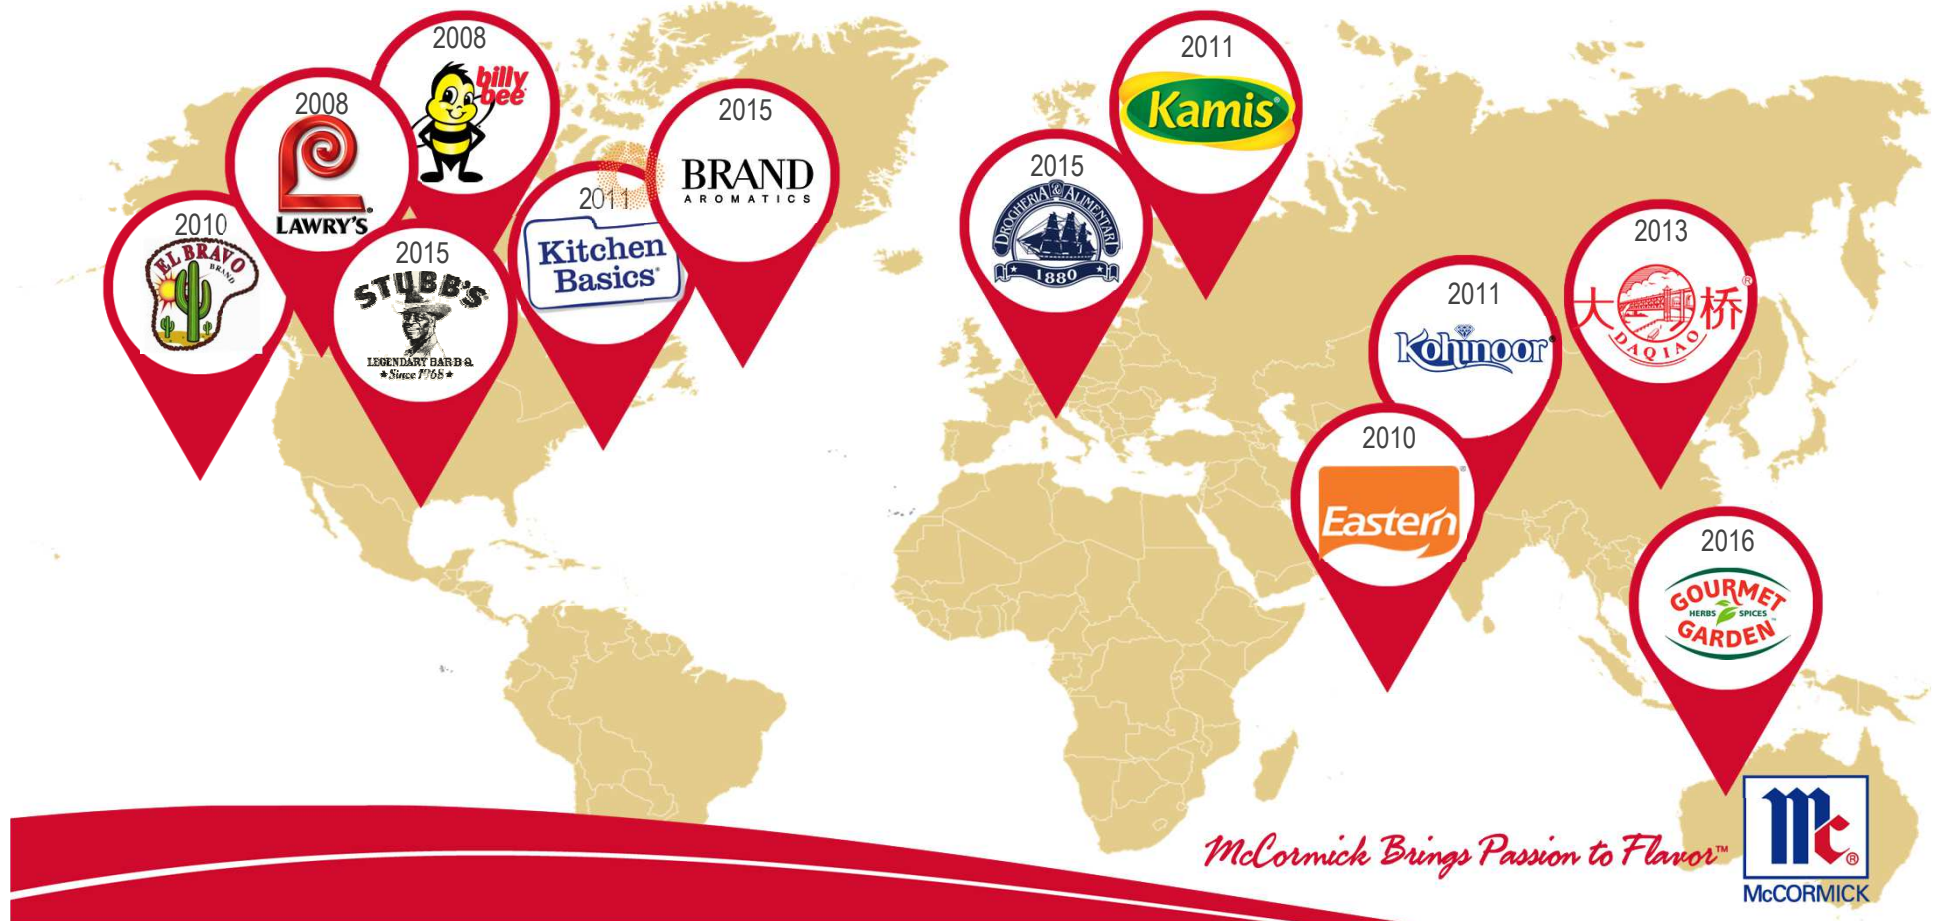 2008
billy
bee
2008
LAWRY'S
2010
EL BRAVO
BRAND
2015
STUBB'S
LEGENDARY BAR-B-Q
★Since 1968★
2011
Kitchen
Basics®
2015
BRAND
AROMATICS
2011
Kamis®
2015
DROGHERIA & ALIMENTARI
1880
2013
大桥®
DAQIAO
2011
Kohinoor®
2010
Eastern®
2016
GOURMET
HERBS SPICES
GARDEN™
McCormick Brings Passion to Flavor™
Mc®
McCORMICK